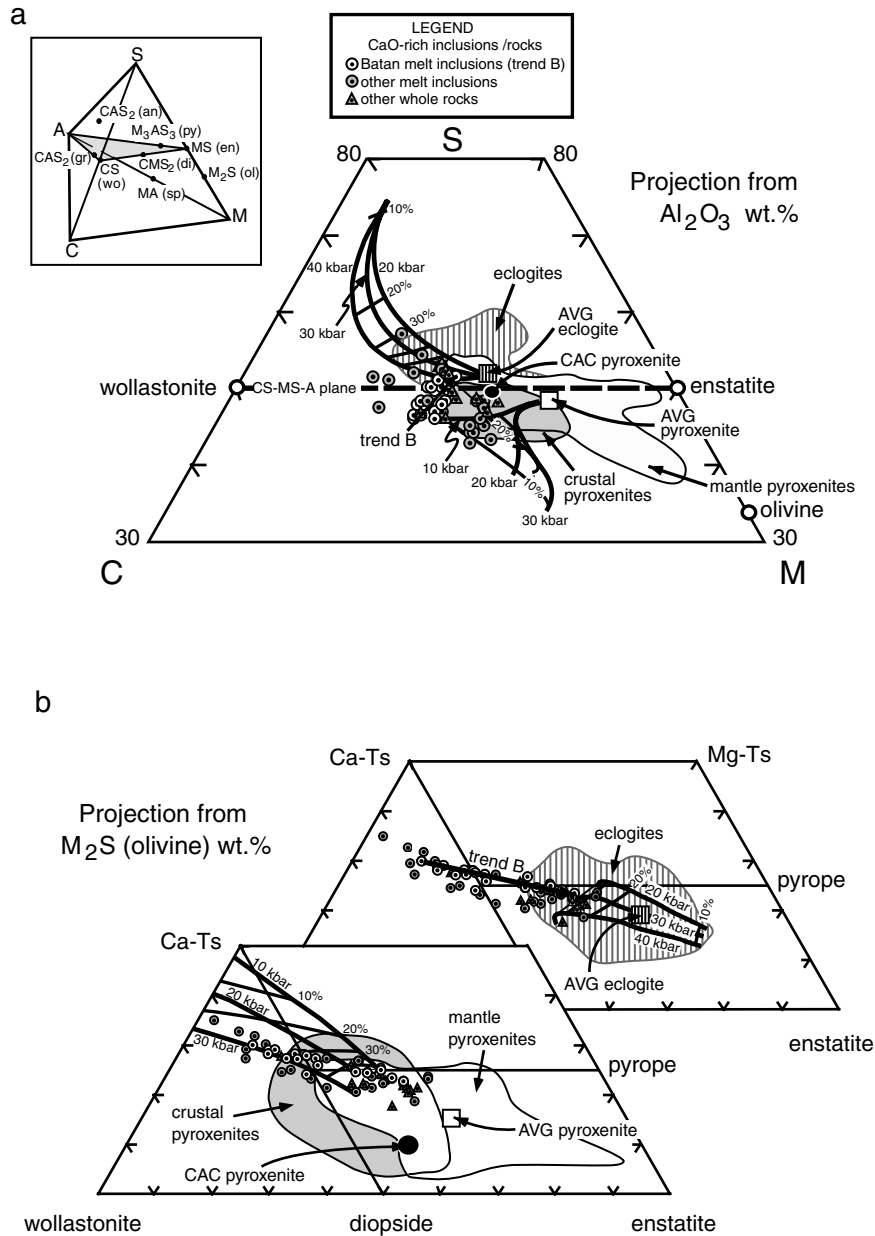 a
S
CAS2 (an)
A
M3AS3 (py)
MS (en)
CAS2 (gr)
CS
(wo)
CMS2 (di)
M2S (ol)
MA (sp)
M
C
LEGEND
CaO-rich inclusions /rocks
Batan melt inclusions (trend B)
other melt inclusions
other whole rocks
S
80
80
Projection from
Al2O3 wt.%
10%
40 kbar
20 kbar
20%
30 kbar
30%
eclogites
AVG
eclogite
CAC pyroxenite
wollastonite
CS-MS-A plane
enstatite
trend B
AVG
pyroxenite
20%
10 kbar
20 kbar
10%
30 kbar
crustal
pyroxenites
mantle pyroxenites
olivine
30
30
C
M
b
Ca-Ts
Mg-Ts
Projection from
M2S (olivine) wt.%
trend B
eclogites
20%
20 kbar
pyrope
10%
30 kbar
40 kbar
AVG eclogite
enstatite
Ca-Ts
10 kbar
10%
20 kbar
20%
30 kbar
30%
mantle
pyroxenites
pyrope
crustal
pyroxenites
AVG pyroxenite
CAC pyroxenite
wollastonite
diopside
enstatite